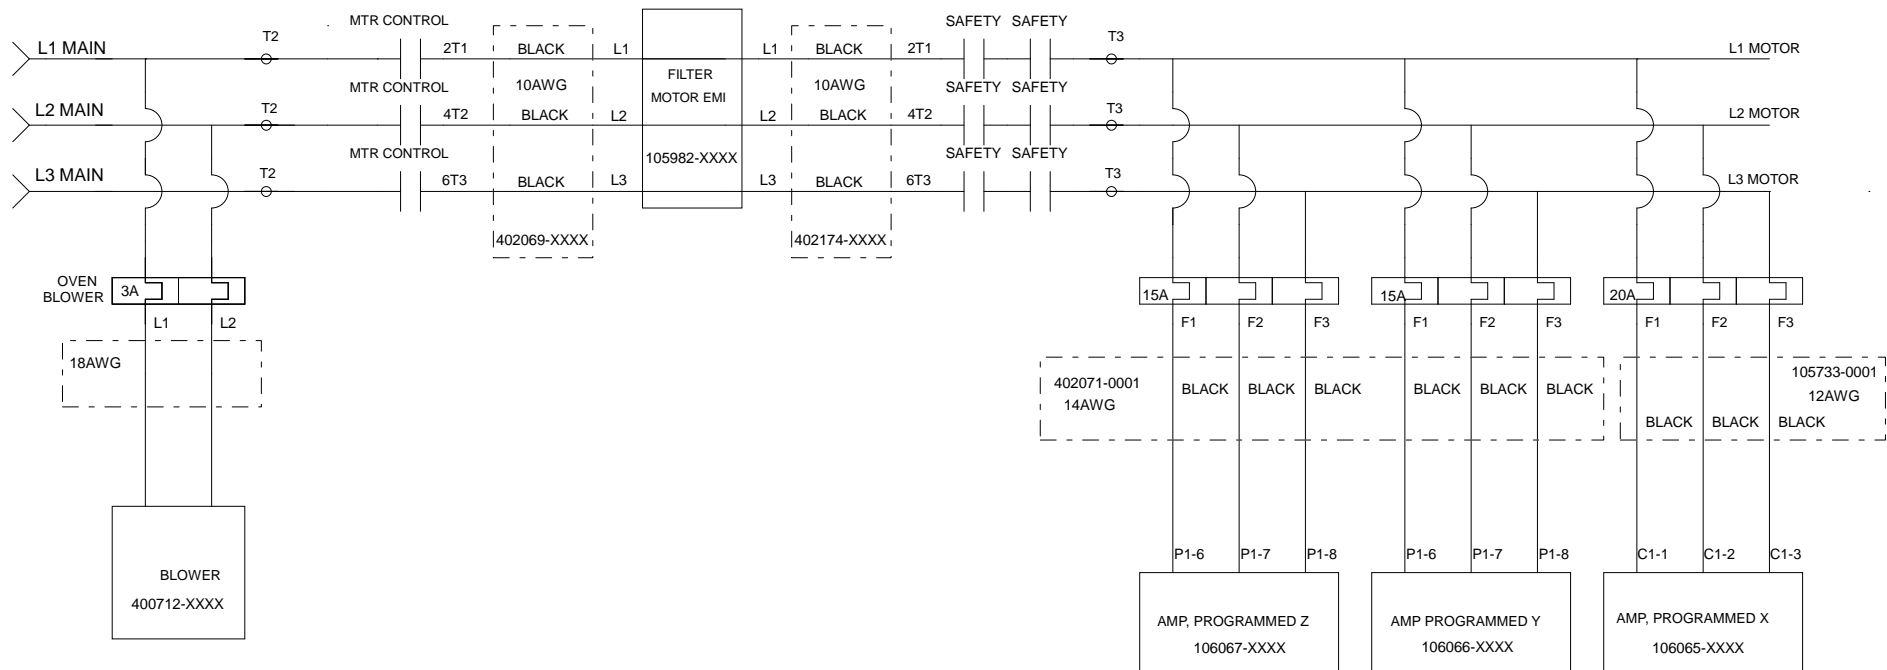 MTR CONTROL SAFETY SAFETY
L1 MAIN T2 2T1 BLACK L1 L1 BLACK 2T1 T3 L1 MOTOR
10AWG FILTER 10AWG
MTR CONTROL MOTOR EMI SAFETY SAFETY
L2 MAIN T2 4T2 BLACK L2 L2 BLACK 4T2 T3 L2 MOTOR
MTR CONTROL 105982-XXXX SAFETY SAFETY
L3 MAIN T2 6T3 BLACK L3 L3 BLACK 6T3 T3 L3 MOTOR
402069-XXXX 402174-XXXX
OVEN
BLOWER 3A 15A 15A 20A
L1 L2 F1 F2 F3 F1 F2 F3 F1 F2 F3
18AWG
402071-0001 BLACK BLACK BLACK BLACK BLACK BLACK 105733-0001
14AWG 12AWG
BLACK BLACK BLACK
P1-6 P1-7 P1-8 P1-6 P1-7 P1-8 C1-1 C1-2 C1-3
BLOWER
400712-XXXX
AMP, PROGRAMMED Z AMP PROGRAMMED Y AMP, PROGRAMMED X
106067-XXXX 106066-XXXX 106065-XXXX